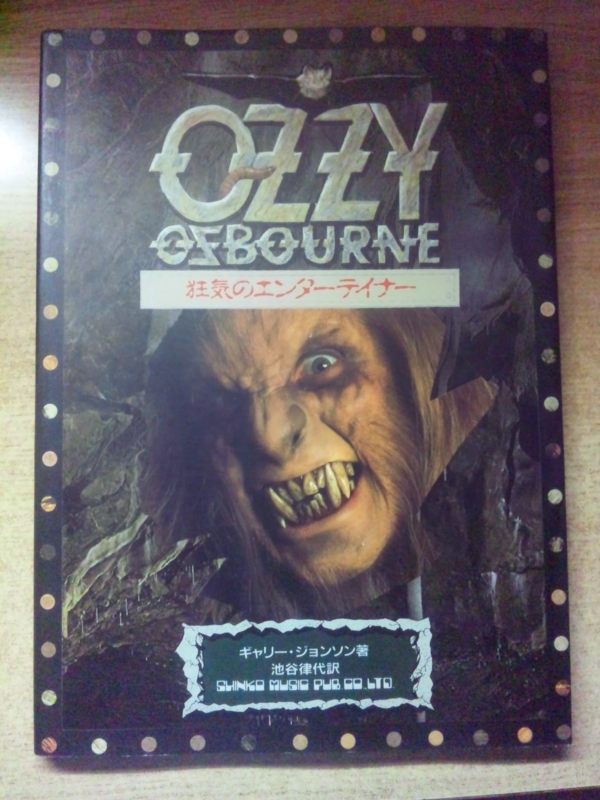 OZZY
OSBOURNE
狂気のエンターテイナー
ギャリー・ジョンソン著
池谷律代訳
SHINKO MUSIC PUB CO.,LTD.